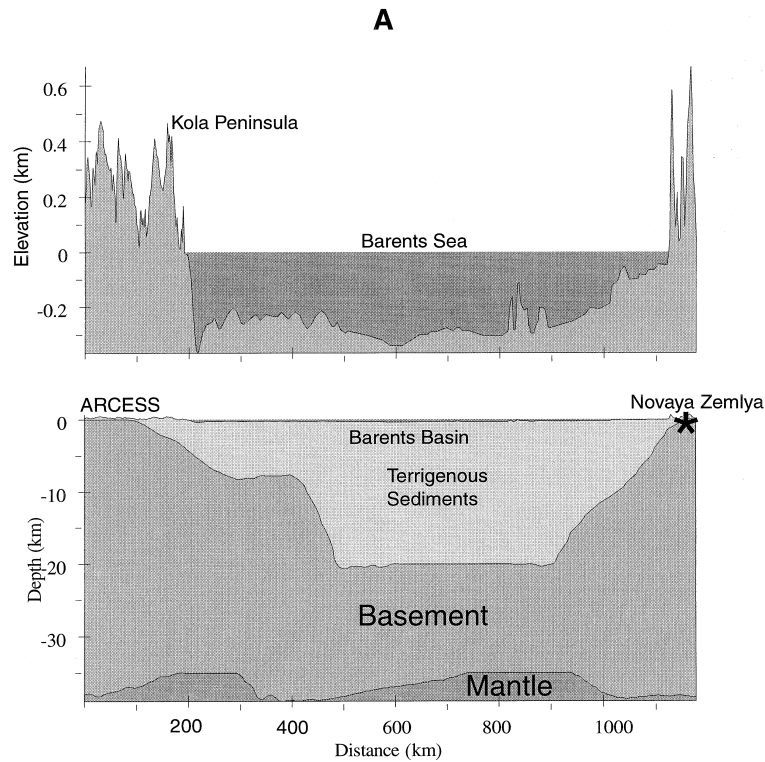 A
0.6
0.4
0.2
0
-0.2
Elevation (km)
Kola Peninsula
Barents Sea
ARCESS
Novaya Zemlya
0
-10
-20
-30
Depth (km)
Barents Basin
Terrigenous
Sediments
Basement
Mantle
200 400 600 800 1000
Distance (km)